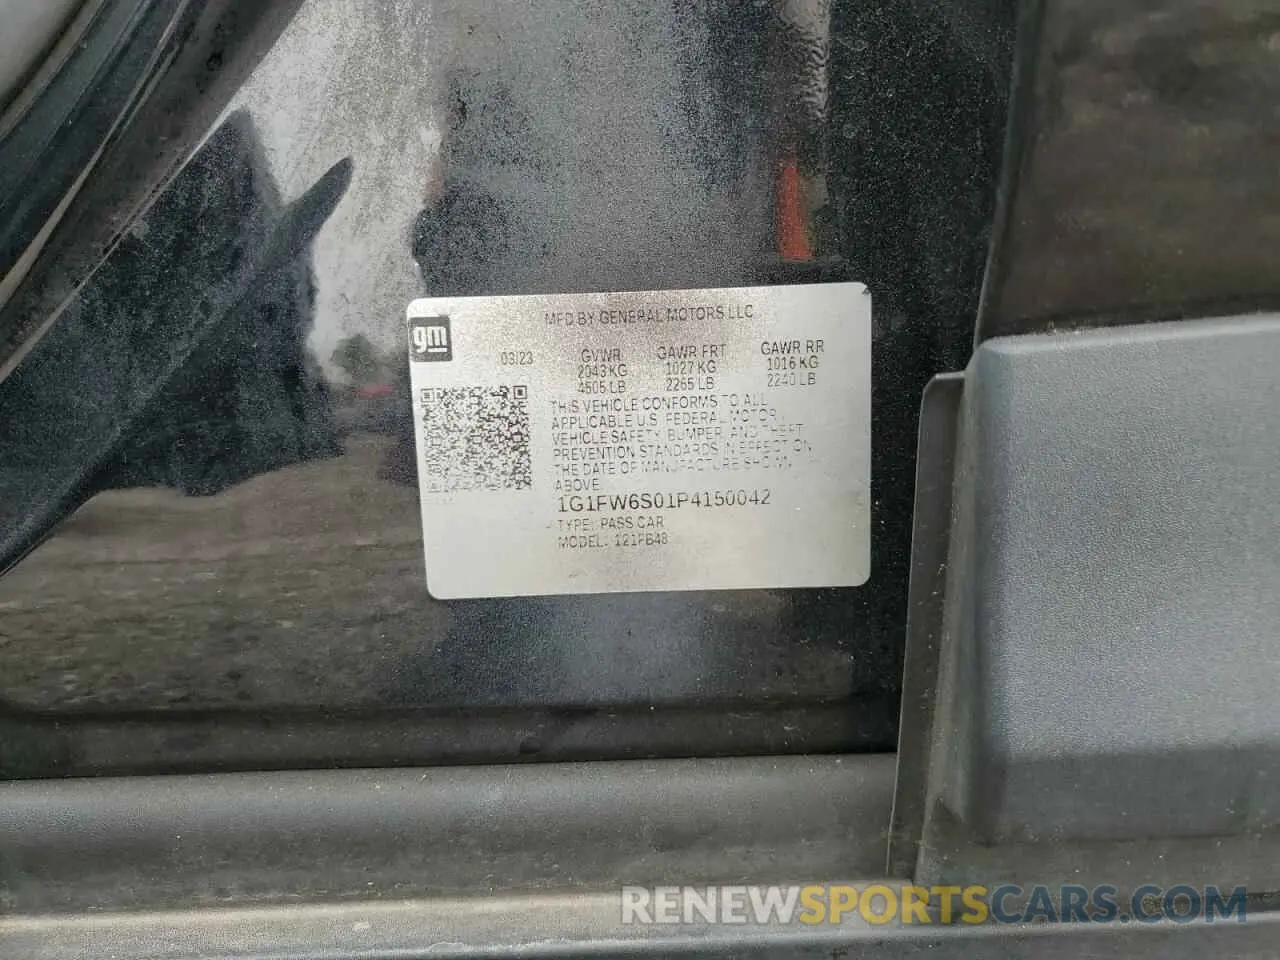 MFD BY GENERAL MOTORS LLC
gm
03/23 GVWR GAWR FRT GAWR RR
2043 KG 1027 KG 1016 KG
4505 LB 2265 LB 2240 LB
THIS VEHICLE CONFORMS TO ALL
APPLICABLE U.S. FEDERAL MOTOR
VEHICLE SAFETY, BUMPER, AND THEFT
PREVENTION STANDARDS IN EFFECT ON
THE DATE OF MANUFACTURE SHOWN
ABOVE.
1G1FW6S01P4150042
TYPE: PASS CAR
MODEL: 121FB48
RENEWSPORTSCARS.COM